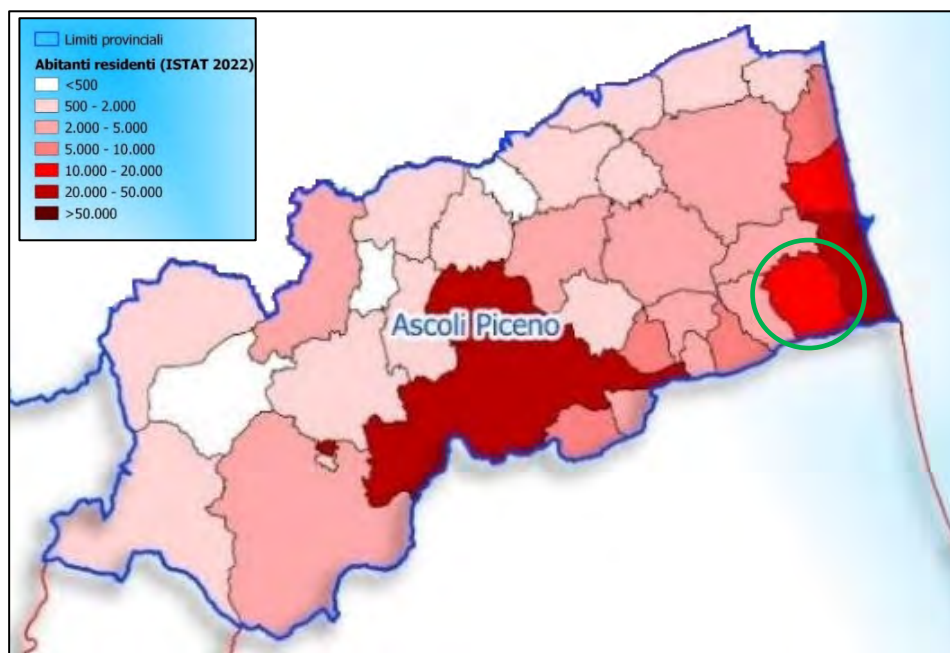 Limiti provinciali
Abitanti residenti (ISTAT 2022)
<500
500 - 2.000
2.000 - 5.000
5.000 - 10.000
10.000 - 20.000
20.000 - 50.000
>50.000
Ascoli Piceno